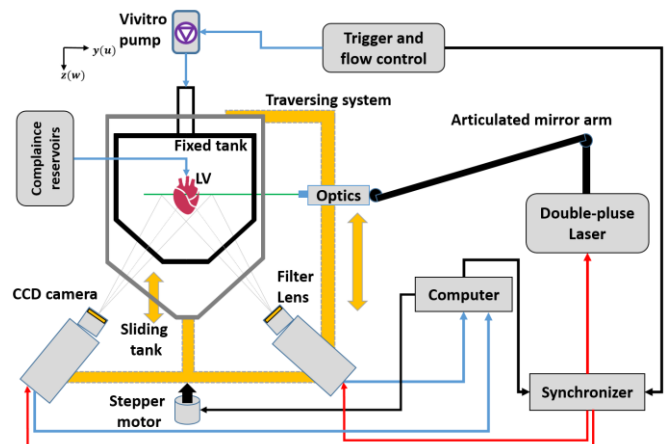 Vivitro
pump
y(u)
z(w)
Trigger and
flow control
Traversing system
Articulated mirror arm
Complaince
reservoirs
Fixed tank
LV
Optics
Double-pluse
Laser
CCD camera
Filter
Lens
Computer
Sliding
tank
Stepper
motor
Synchronizer